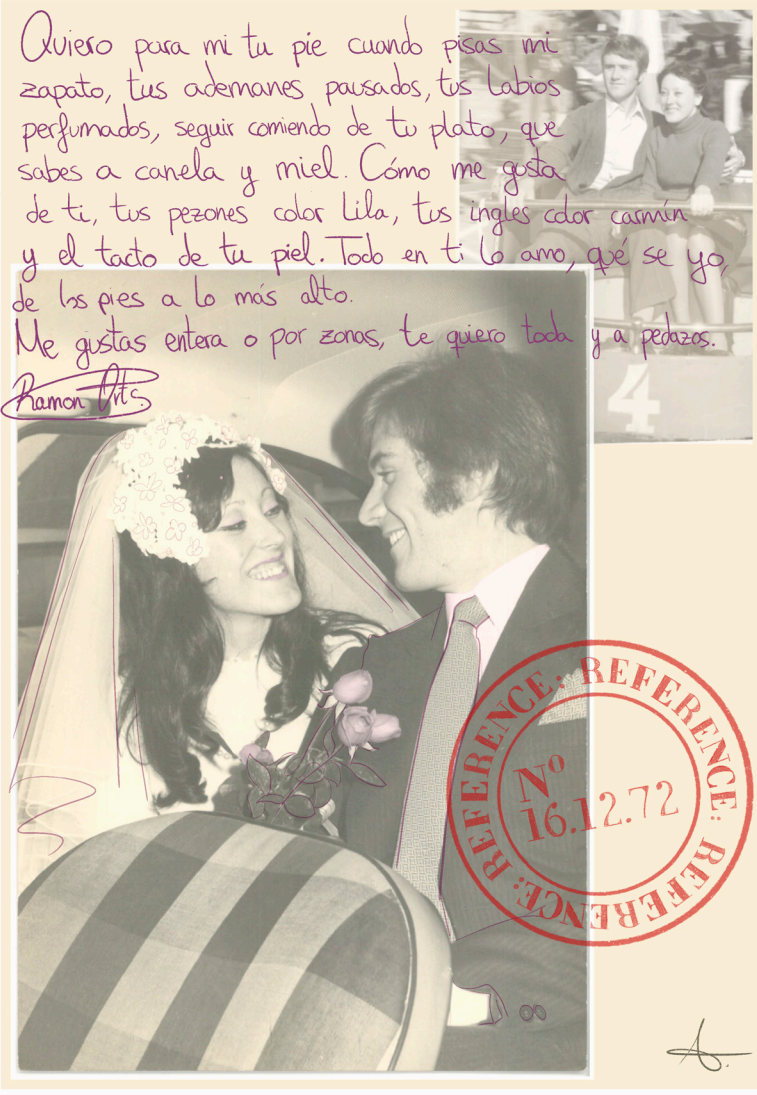 Quiero para mi tu pie cuando pisas mi
zapato, tus ademanes pausados, tus labios
perfumados, seguir comiendo de tu plato, que
sabes a canela y miel. Cómo me gusta
de ti, tus pezones color lila, tus ingles color carmín
y el tacto de tu piel. Todo en ti lo amo, qué se yo,
de los pies a lo más alto.
Me gustas entera o por zonas, te quiero toda y a pedazos.
Ramon Orts.
4
REFERENCE: REFERENCE: REFERENCE: REFERENCE:
Nº
16.12.72